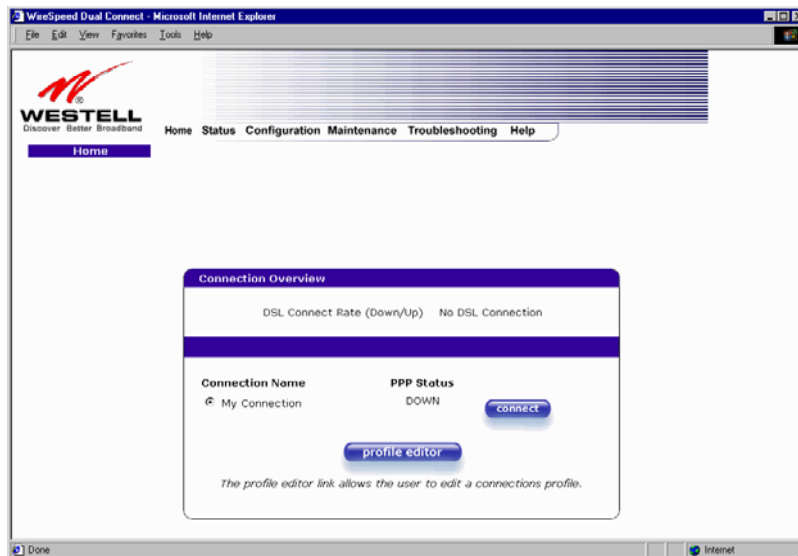 WireSpeed Dual Connect - Microsoft Internet Explorer
File Edit View Favorites Tools Help
®
WESTELL
Discover Better Broadband
Home Status Configuration Maintenance Troubleshooting Help
Home
Connection Overview
DSL Connect Rate (Down/Up) No DSL Connection
Connection Name PPP Status
My Connection DOWN connect
profile editor
The profile editor link allows the user to edit a connections profile.
Done Internet